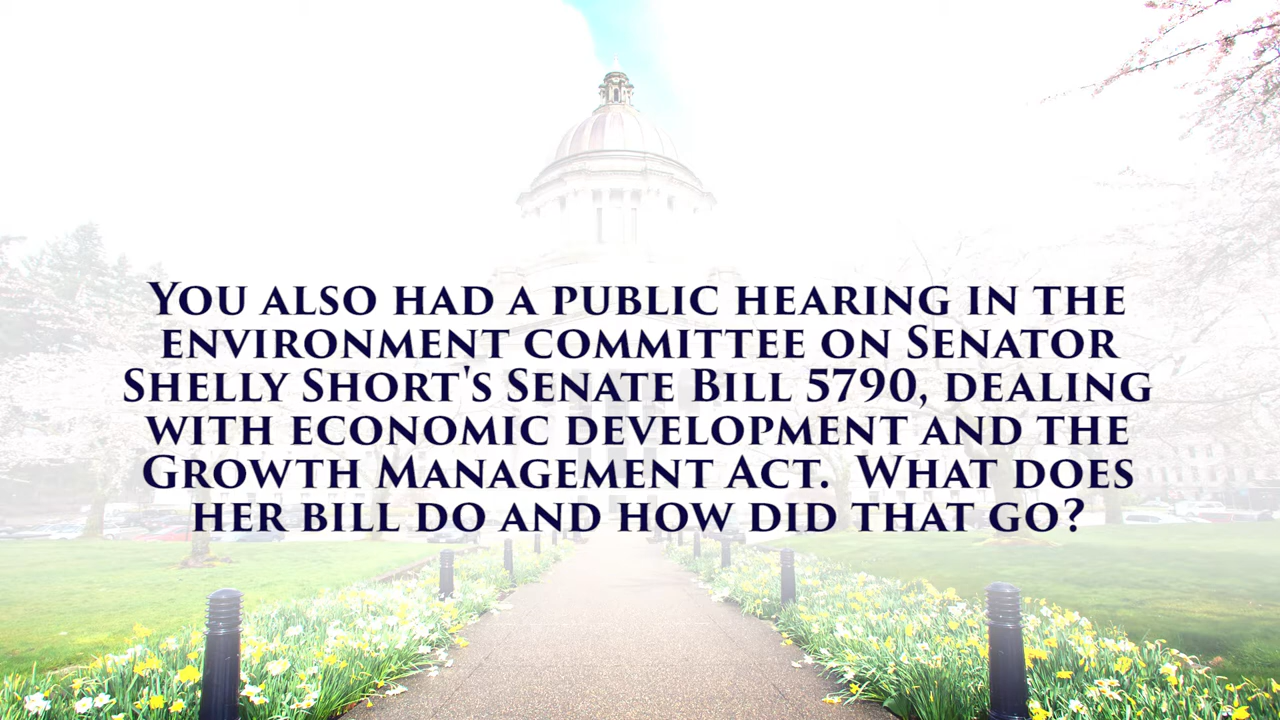 You also had a public hearing in the
environment committee on Senator
Shelly Short's Senate Bill 5790, dealing
with economic development and the
Growth Management Act.  What does
her bill do and how did that go?